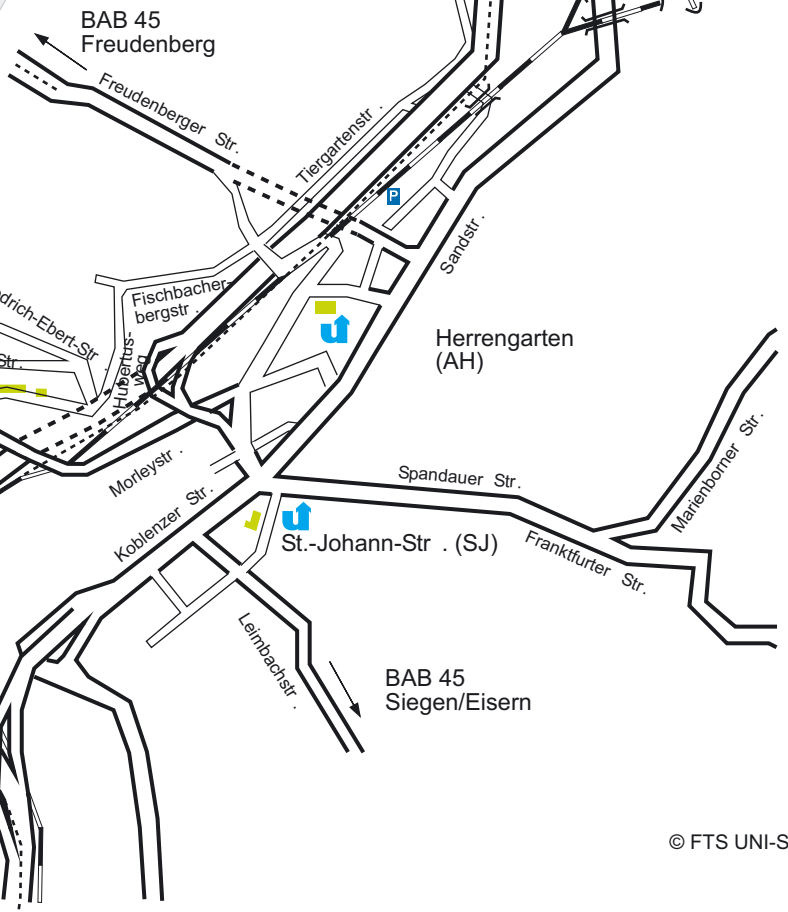 BAB 45
Freudenberg
Freudenberger Str.
Tiergartenstr.
P
Sandstr.
Fischbacher-
bergstr.
drich-Ebert-Str.
Hubertus-
weg
Str.
u
Herrengarten
(AH)
Marienborner Str.
Morleystr.
Spandauer Str.
Koblenzer Str.
u
St.-Johann-Str. (SJ)
Franktfurter Str.
Leimbachstr.
BAB 45
Siegen/Eisern
© FTS UNI-S